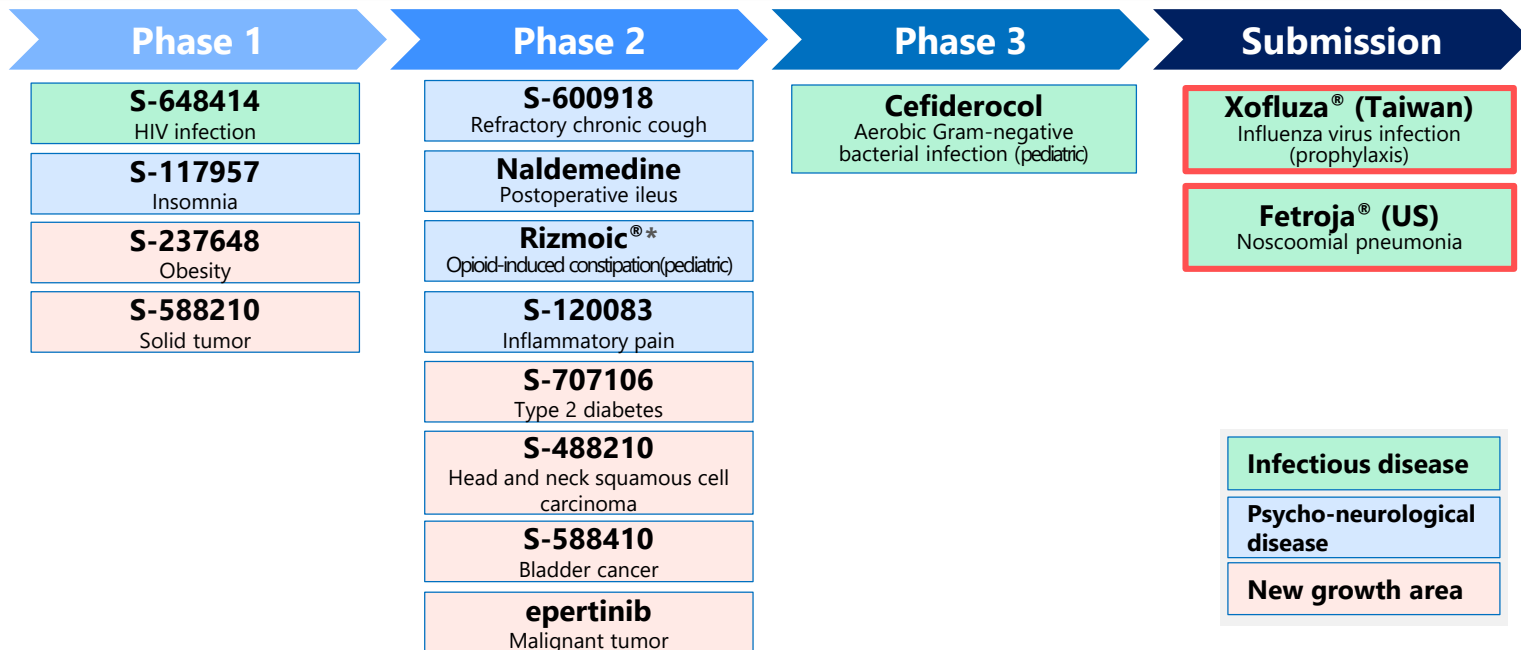 Phase 1
Phase 2
Phase 3
Submission
S-648414
HIV infection
S-117957
Insomnia
S-237648
Obesity
S-588210
Solid tumor
S-600918
Refractory chronic cough
Naldemedine
Postoperative ileus
Rizmoic®*
Opioid-induced constipation(pediatric)
S-120083
Inflammatory pain
S-707106
Type 2 diabetes
S-488210
Head and neck squamous cell
carcinoma
S-588410
Bladder cancer
epertinib
Malignant tumor
Cefiderocol
Aerobic Gram-negative
bacterial infection (pediatric)
Xofluza® (Taiwan)
Influenza virus infection
(prophylaxis)
Fetroja® (US)
Noscoomial pneumonia
Infectious disease
Psycho-neurological
disease
New growth area